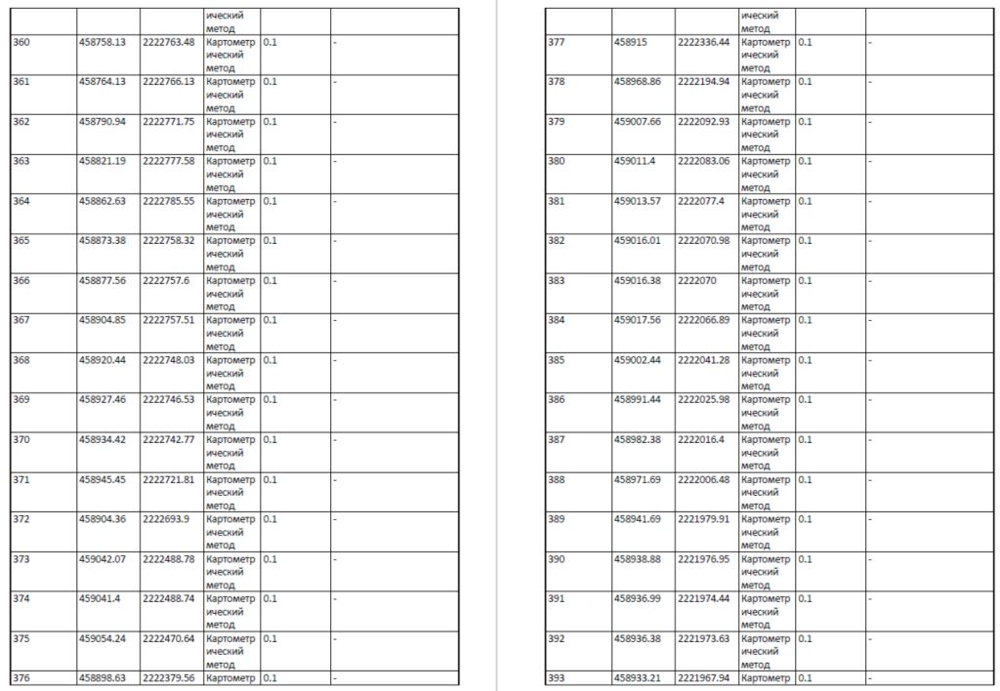 ический
метод
360 458758.13 2222763.48 Картометр 0.1 -
ический
метод
361 458764.13 2222766.13 Картометр 0.1 -
ический
метод
362 458790.94 2222771.75 Картометр 0.1 -
ический
метод
363 458821.19 2222777.58 Картометр 0.1 -
ический
метод
364 458862.63 2222785.55 Картометр 0.1 -
ический
метод
365 458873.38 2222758.32 Картометр 0.1 -
ический
метод
366 458877.56 2222757.6 Картометр 0.1 -
ический
метод
367 458904.85 2222757.51 Картометр 0.1 -
ический
метод
368 458920.44 2222748.03 Картометр 0.1 -
ический
метод
369 458927.46 2222746.53 Картометр 0.1 -
ический
метод
370 458934.42 2222742.77 Картометр 0.1 -
ический
метод
371 458945.45 2222721.81 Картометр 0.1 -
ический
метод
372 458904.36 2222693.9 Картометр 0.1 -
ический
метод
373 459042.07 2222488.78 Картометр 0.1 -
ический
метод
374 459041.4 2222488.74 Картометр 0.1 -
ический
метод
375 459054.24 2222470.64 Картометр 0.1 -
ический
метод
376 458898.63 2222379.56 Картометр 0.1 -
ический
метод
377 458915 2222336.44 Картометр 0.1 -
ический
метод
378 458968.86 2222194.94 Картометр 0.1 -
ический
метод
379 459007.66 2222092.93 Картометр 0.1 -
ический
метод
380 459011.4 2222083.06 Картометр 0.1 -
ический
метод
381 459013.57 2222077.4 Картометр 0.1 -
ический
метод
382 459016.01 2222070.98 Картометр 0.1 -
ический
метод
383 459016.38 2222070 Картометр 0.1 -
ический
метод
384 459017.56 2222066.89 Картометр 0.1 -
ический
метод
385 459002.44 2222041.28 Картометр 0.1 -
ический
метод
386 458991.44 2222025.98 Картометр 0.1 -
ический
метод
387 458982.38 2222016.4 Картометр 0.1 -
ический
метод
388 458971.69 2222006.48 Картометр 0.1 -
ический
метод
389 458941.69 2221979.91 Картометр 0.1 -
ический
метод
390 458938.88 2221976.95 Картометр 0.1 -
ический
метод
391 458936.99 2221974.44 Картометр 0.1 -
ический
метод
392 458936.38 2221973.63 Картометр 0.1 -
ический
метод
393 458933.21 2221967.94 Картометр 0.1 -